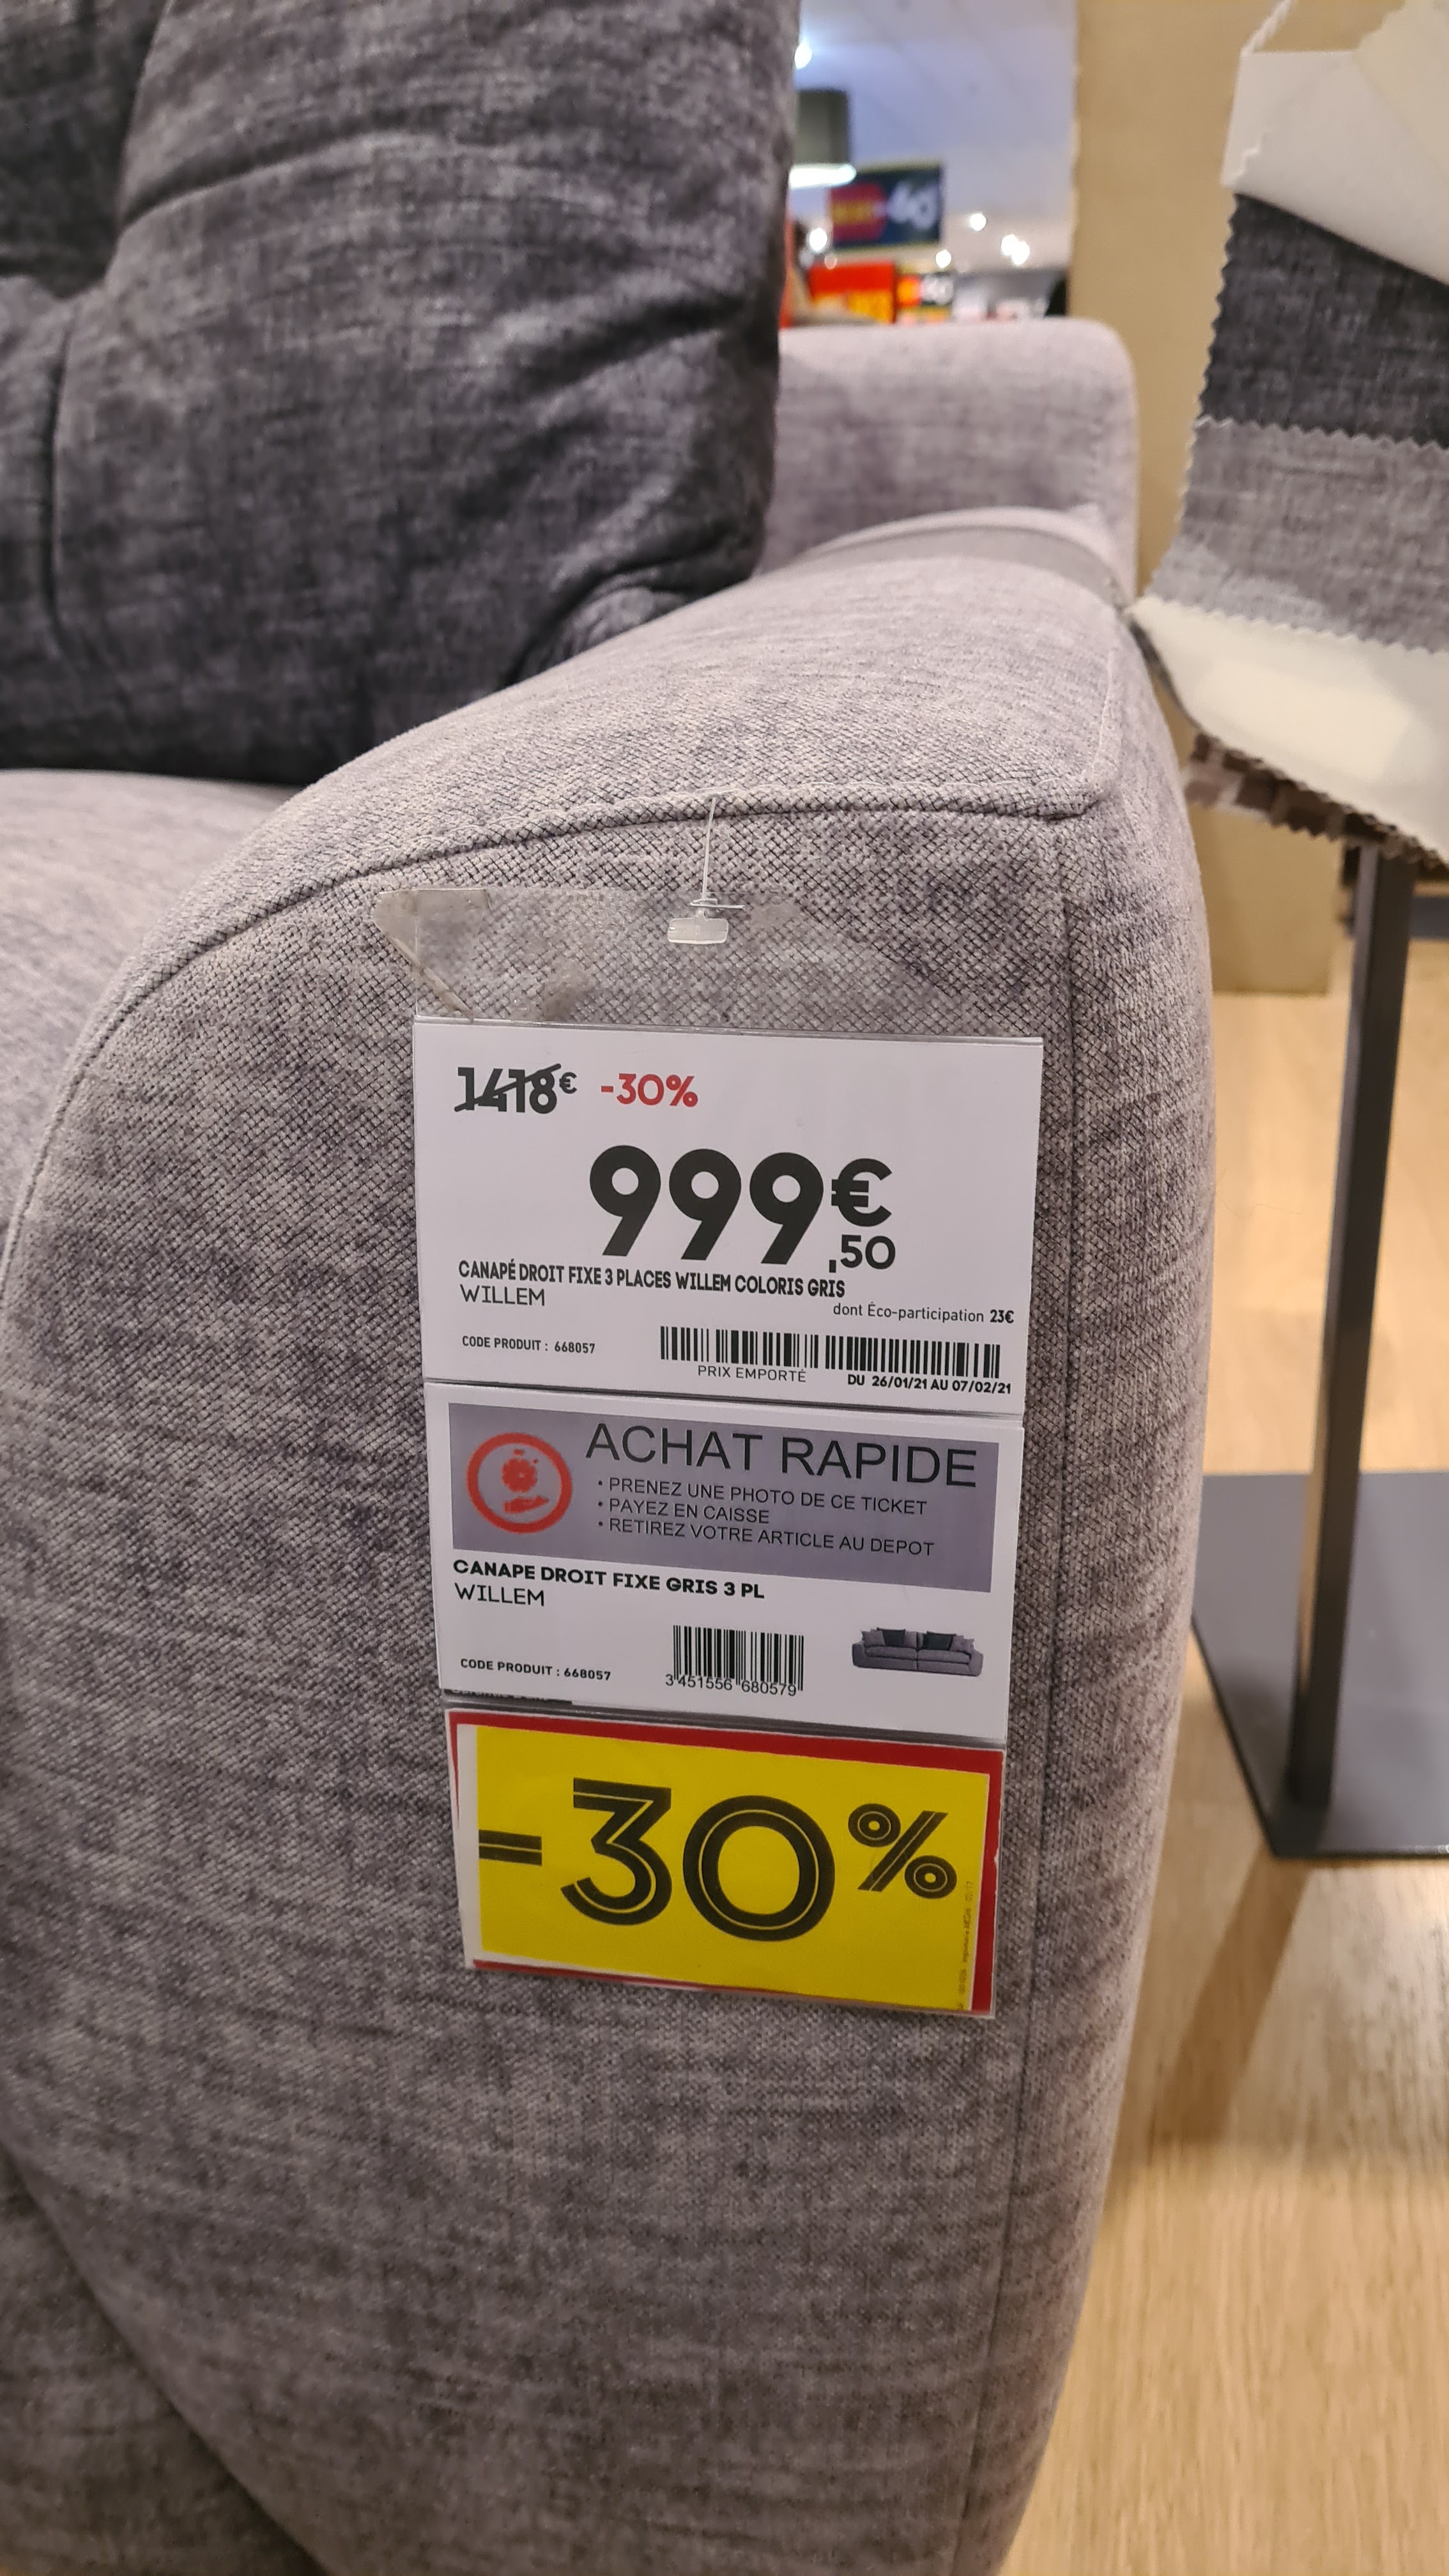 1418€ -30%
999€,50
CANAPÉ DROIT FIXE 3 PLACES WILLEM COLORIS GRIS
WILLEM
dont Éco-participation 23€
CODE PRODUIT : 668057
PRIX EMPORTÉ
DU 26/01/21 AU 07/02/21
ACHAT RAPIDE
• PRENEZ UNE PHOTO DE CE TICKET
• PAYEZ EN CAISSE
• RETIREZ VOTRE ARTICLE AU DEPOT
CANAPE DROIT FIXE GRIS 3 PL
WILLEM
CODE PRODUIT : 668057
3 451556 680579
-30%